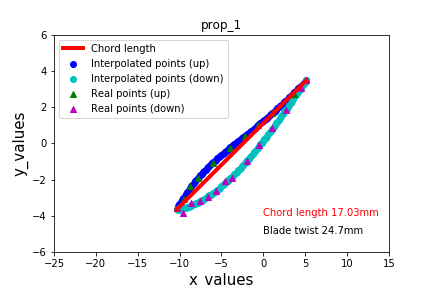 prop_1
Chord length
Interpolated points (up)
Interpolated points (down)
Real points (up)
Real points (down)
y_values
6
4
2
0
−2
−4
−6
Chord length 17.03mm
Blade twist 24.7mm
−25 −20 −15 −10 −5 0 5 10 15
x_values